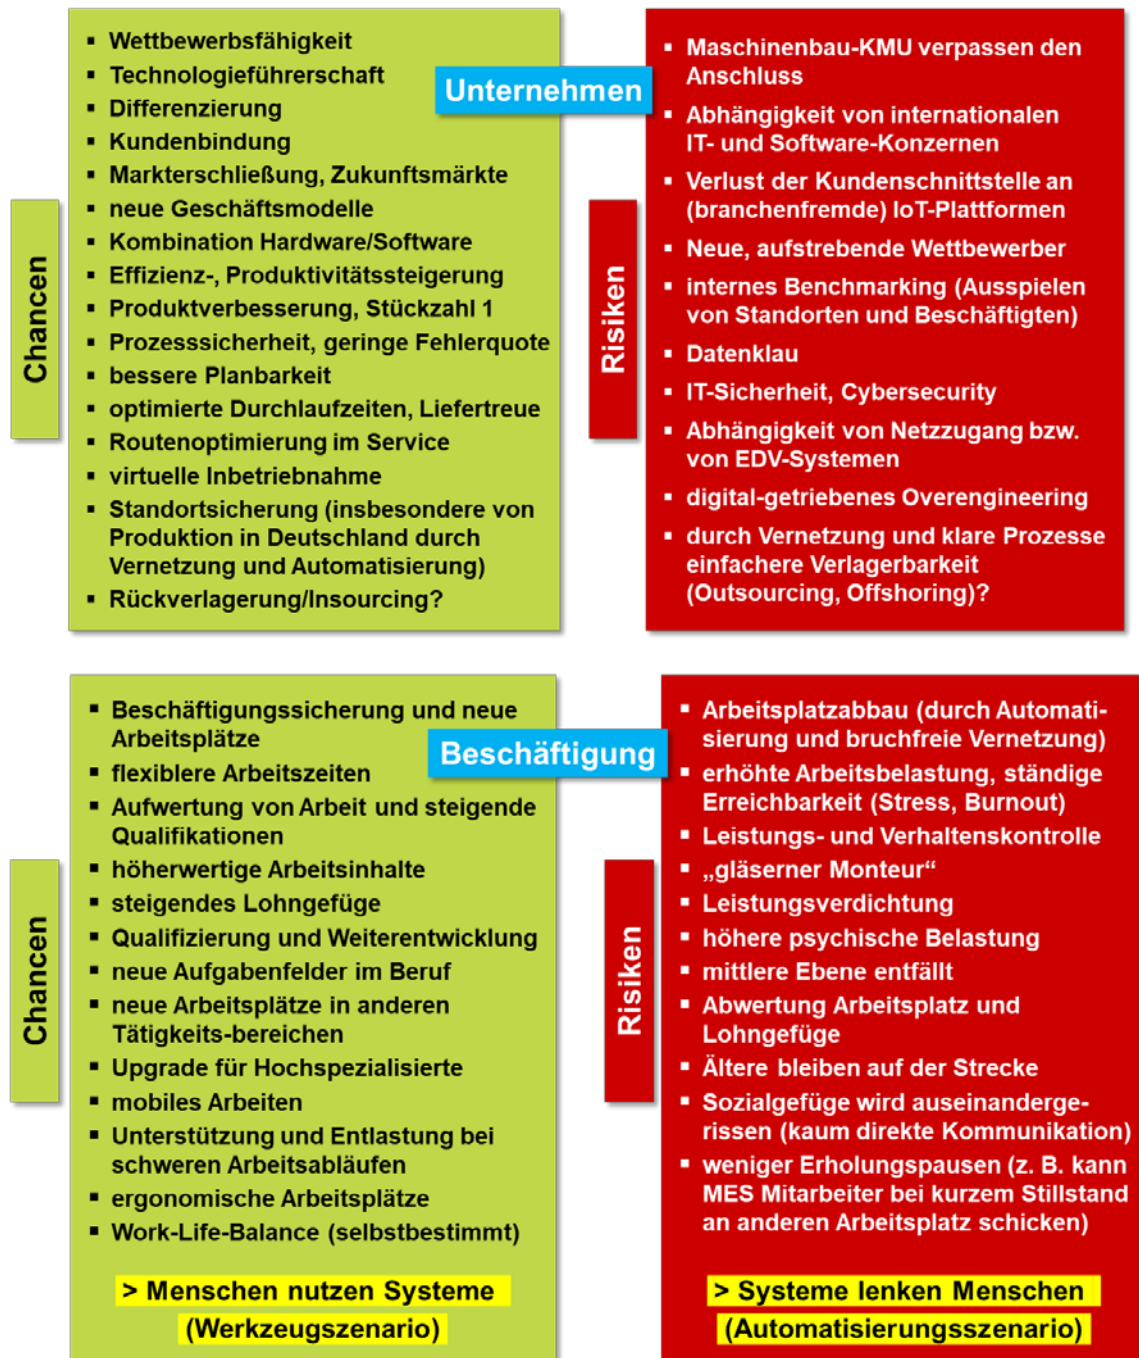 Unternehmen
Chancen
▪ Wettbewerbsfähigkeit
▪ Technologieführerschaft
▪ Differenzierung
▪ Kundenbindung
▪ Markterschließung, Zukunftsmärkte
▪ neue Geschäftsmodelle
▪ Kombination Hardware/Software
▪ Effizienz-, Produktivitätssteigerung
▪ Produktverbesserung, Stückzahl 1
▪ Prozesssicherheit, geringe Fehlerquote
▪ bessere Planbarkeit
▪ optimierte Durchlaufzeiten, Liefertreue
▪ Routenoptimierung im Service
▪ virtuelle Inbetriebnahme
▪ Standortsicherung (insbesondere von
Produktion in Deutschland durch
Vernetzung und Automatisierung)
▪ Rückverlagerung/Insourcing?
Risiken
▪ Maschinenbau-KMU verpassen den
Anschluss
▪ Abhängigkeit von internationalen
IT- und Software-Konzernen
▪ Verlust der Kundenschnittstelle an
(branchenfremde) IoT-Plattformen
▪ Neue, aufstrebende Wettbewerber
▪ internes Benchmarking (Ausspielen
von Standorten und Beschäftigten)
▪ Datenklau
▪ IT-Sicherheit, Cybersecurity
▪ Abhängigkeit von Netzzugang bzw.
von EDV-Systemen
▪ digital-getriebenes Overengineering
▪ durch Vernetzung und klare Prozesse
einfachere Verlagerbarkeit
(Outsourcing, Offshoring)?
Beschäftigung
Chancen
▪ Beschäftigungssicherung und neue
Arbeitsplätze
▪ flexiblere Arbeitszeiten
▪ Aufwertung von Arbeit und steigende
Qualifikationen
▪ höherwertige Arbeitsinhalte
▪ steigendes Lohngefüge
▪ Qualifizierung und Weiterentwicklung
▪ neue Aufgabenfelder im Beruf
▪ neue Arbeitsplätze in anderen
Tätigkeits-bereichen
▪ Upgrade für Hochspezialisierte
▪ mobiles Arbeiten
▪ Unterstützung und Entlastung bei
schweren Arbeitsabläufen
▪ ergonomische Arbeitsplätze
▪ Work-Life-Balance (selbstbestimmt)
> Menschen nutzen Systeme
(Werkzeugszenario)
Risiken
▪ Arbeitsplatzabbau (durch Automati-
sierung und bruchfreie Vernetzung)
▪ erhöhte Arbeitsbelastung, ständige
Erreichbarkeit (Stress, Burnout)
▪ Leistungs- und Verhaltenskontrolle
▪ „gläserner Monteur“
▪ Leistungsverdichtung
▪ höhere psychische Belastung
▪ mittlere Ebene entfällt
▪ Abwertung Arbeitsplatz und
Lohngefüge
▪ Ältere bleiben auf der Strecke
▪ Sozialgefüge wird auseinanderge-
rissen (kaum direkte Kommunikation)
▪ weniger Erholungspausen (z. B. kann
MES Mitarbeiter bei kurzem Stillstand
an anderen Arbeitsplatz schicken)
> Systeme lenken Menschen
(Automatisierungsszenario)